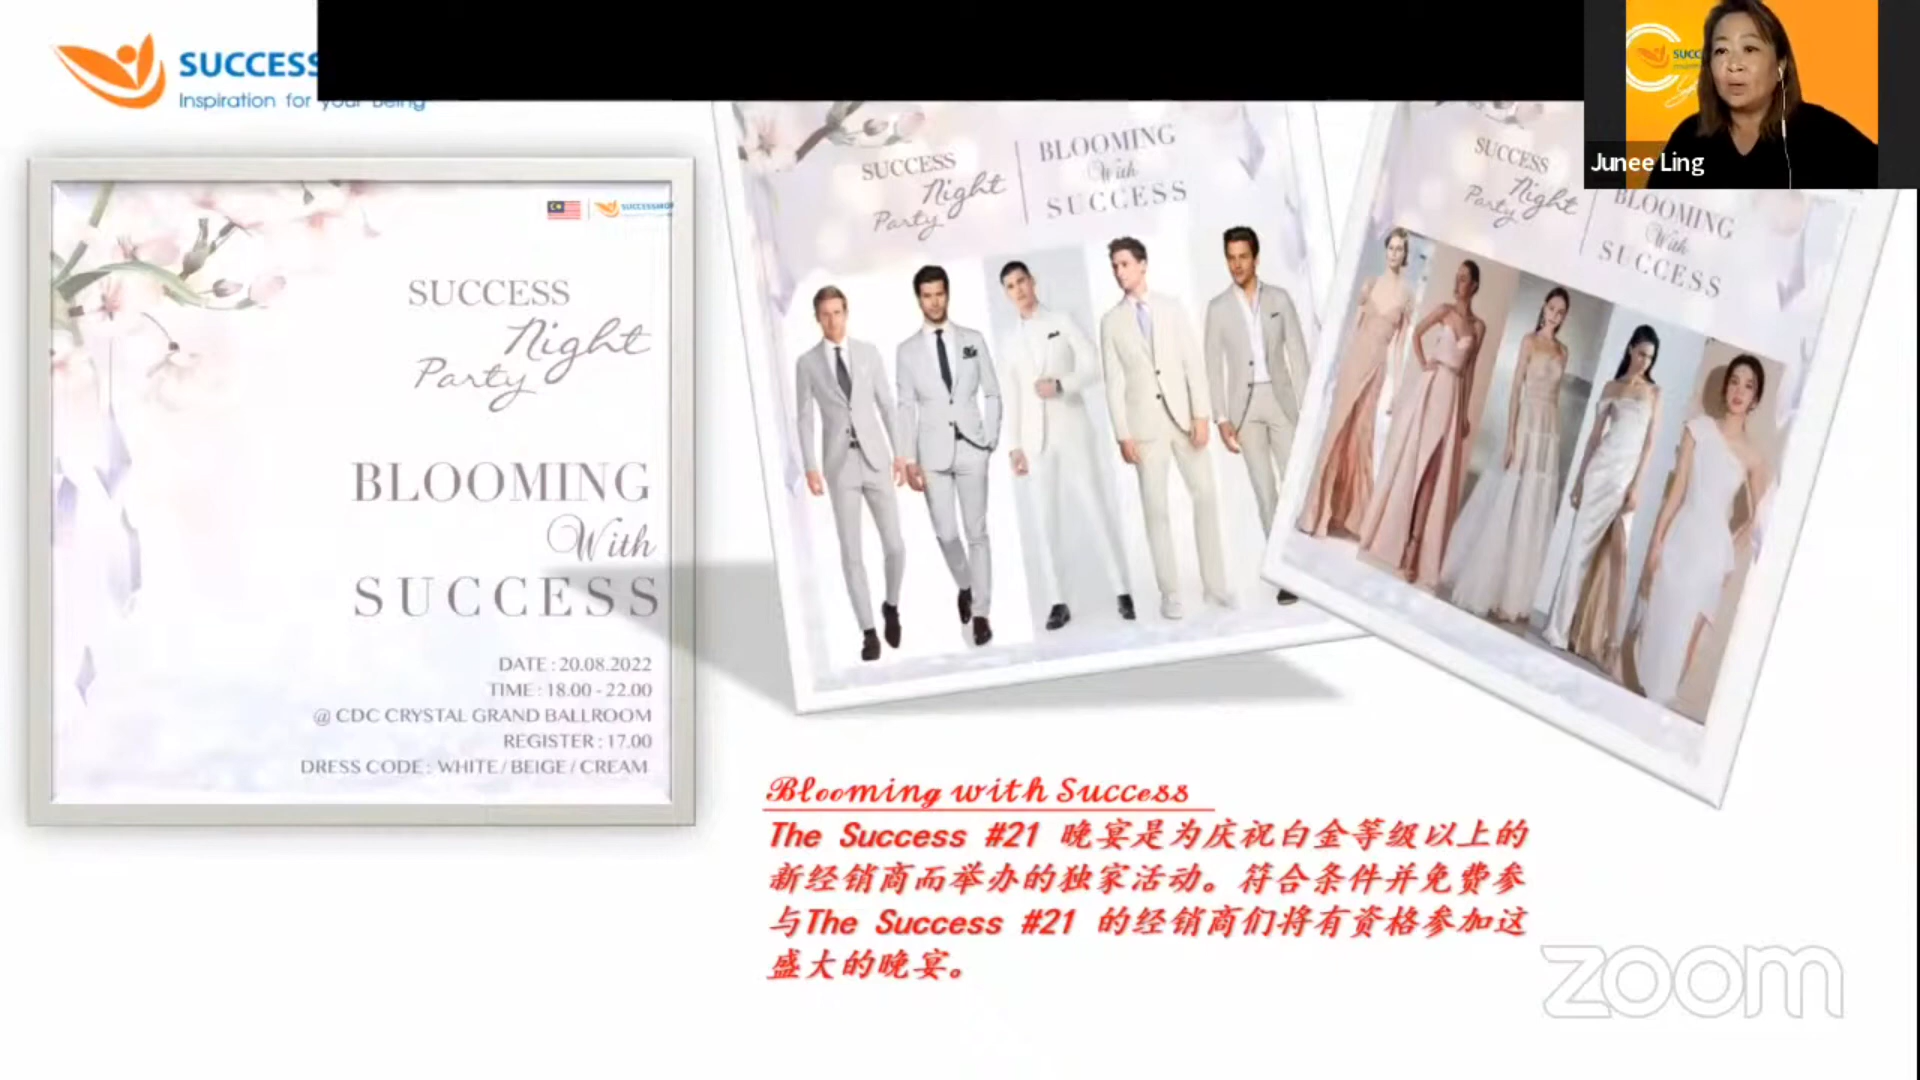 SUCCESS
Inspiration for your being
SUCCESS
Night
Party
BLOOMING
With
SUCCESS
DATE : 20.08.2022
TIME : 18.00 - 22.00
@ CDC CRYSTAL GRAND BALLROOM
REGISTER : 17.00
DRESS CODE : WHITE / BEIGE / CREAM
SUCCESS
Night
Party
BLOOMING
With
SUCCESS
SUCCESS
Night
Party
BLOOMING
With
SUCCESS
Junee Ling
Blooming with Success
The Success #21 晚宴是为庆祝白金等级以上的
新经销商而举办的独家活动。符合条件并免费参
与The Success #21 的经销商们将有资格参加这
盛大的晚宴。
zoom